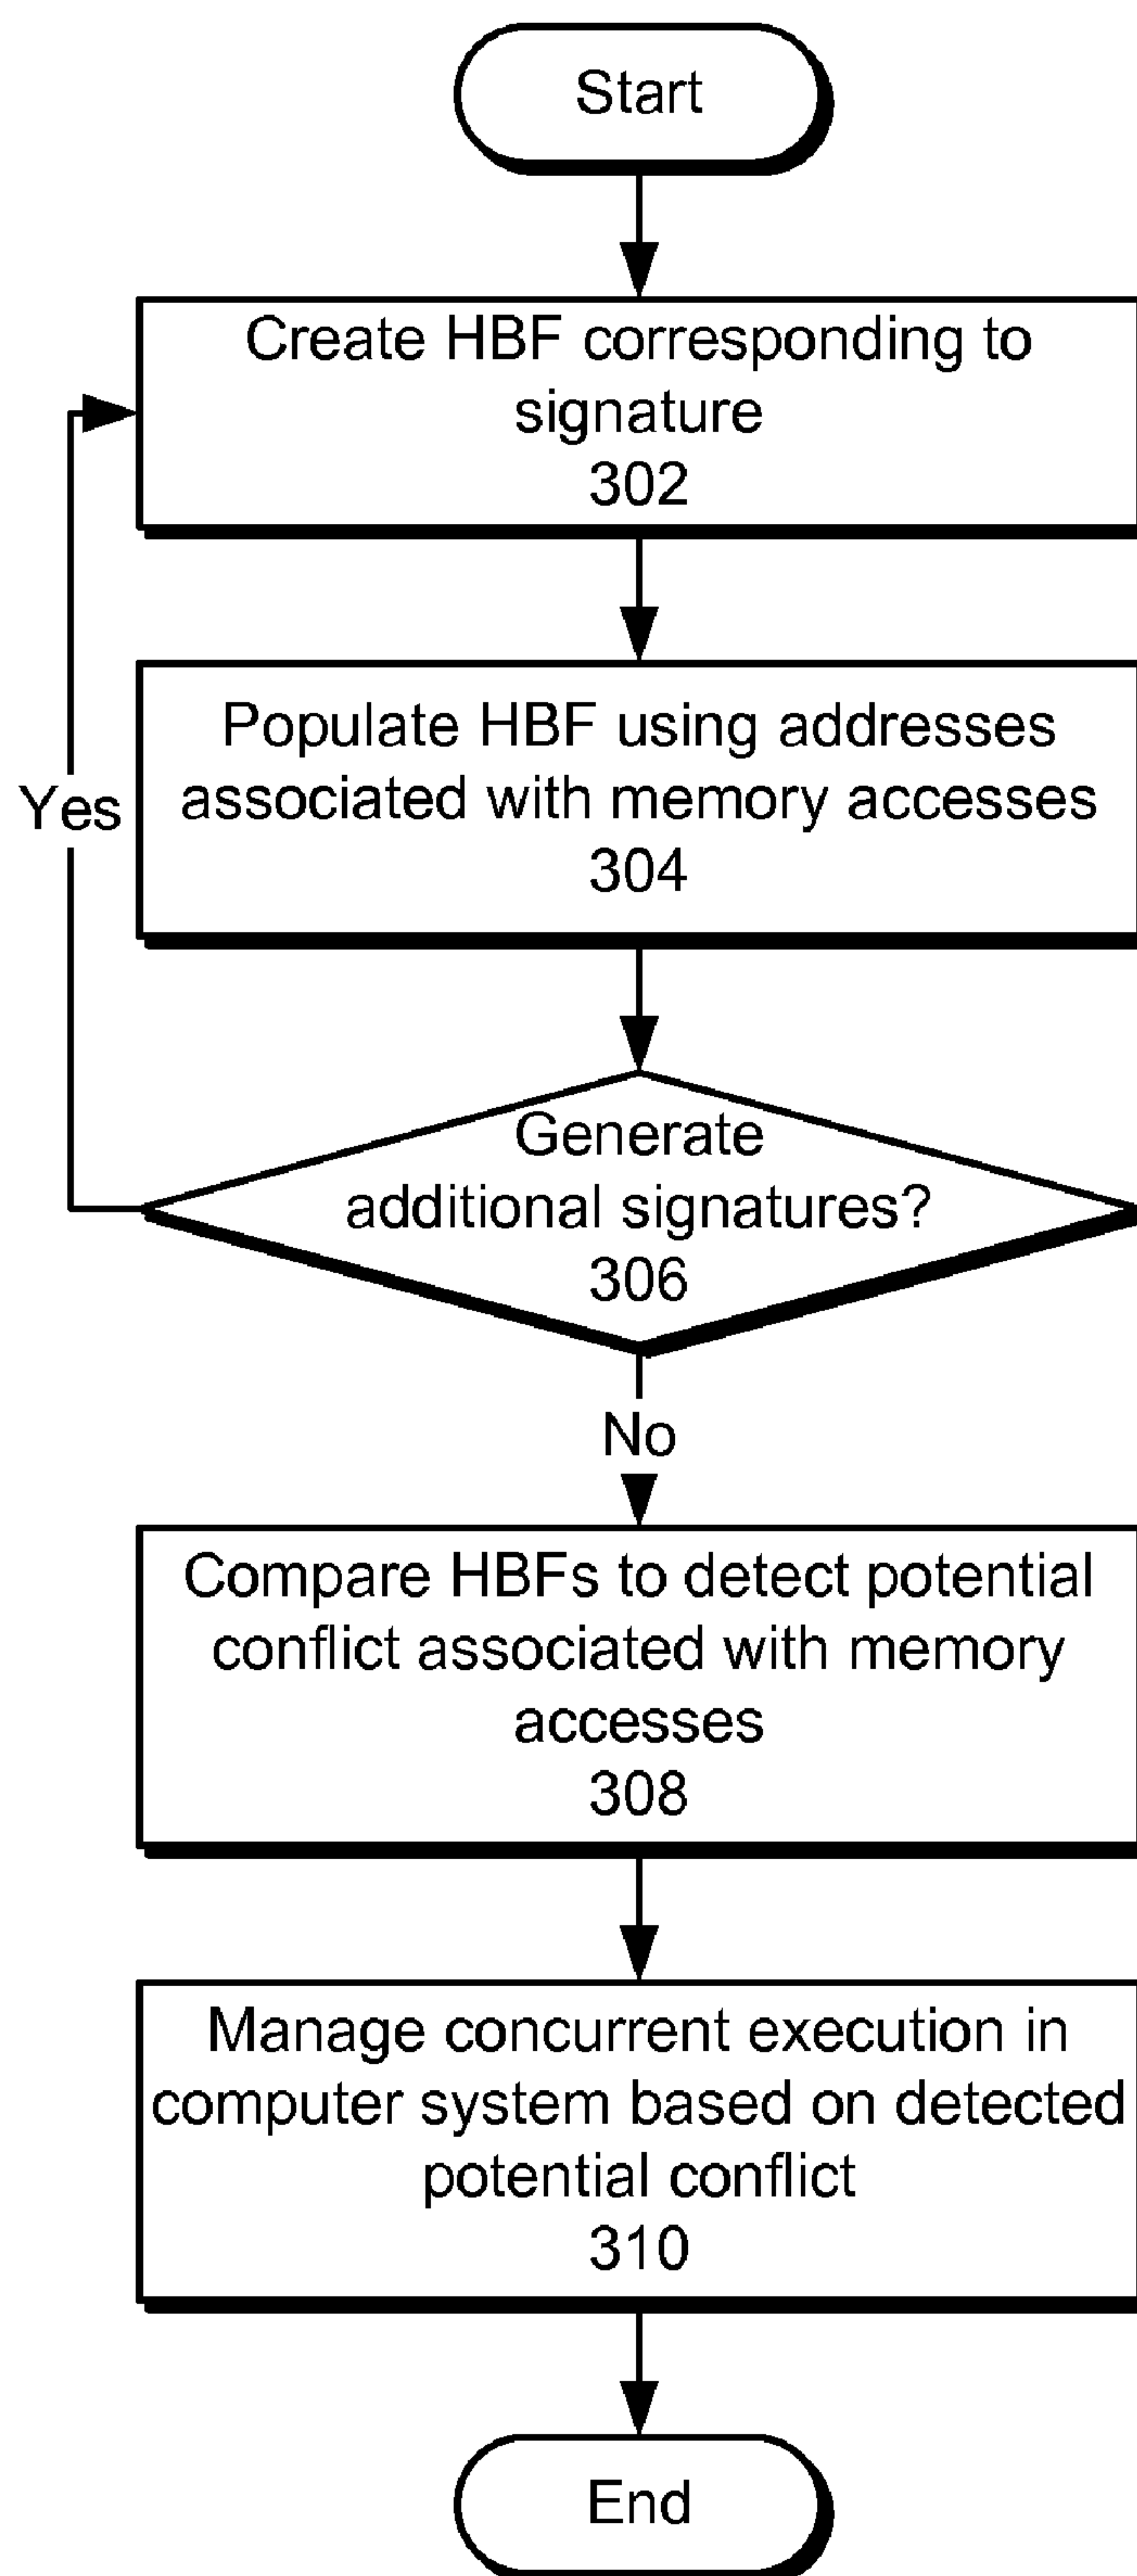 Start
Create HBF corresponding to
signature
302
Populate HBF using addresses
associated with memory accesses
304
Yes
Generate
additional signatures?
306
No
Compare HBFs to detect potential
conflict associated with memory
accesses
308
Manage concurrent execution in
computer system based on detected
potential conflict
310
End